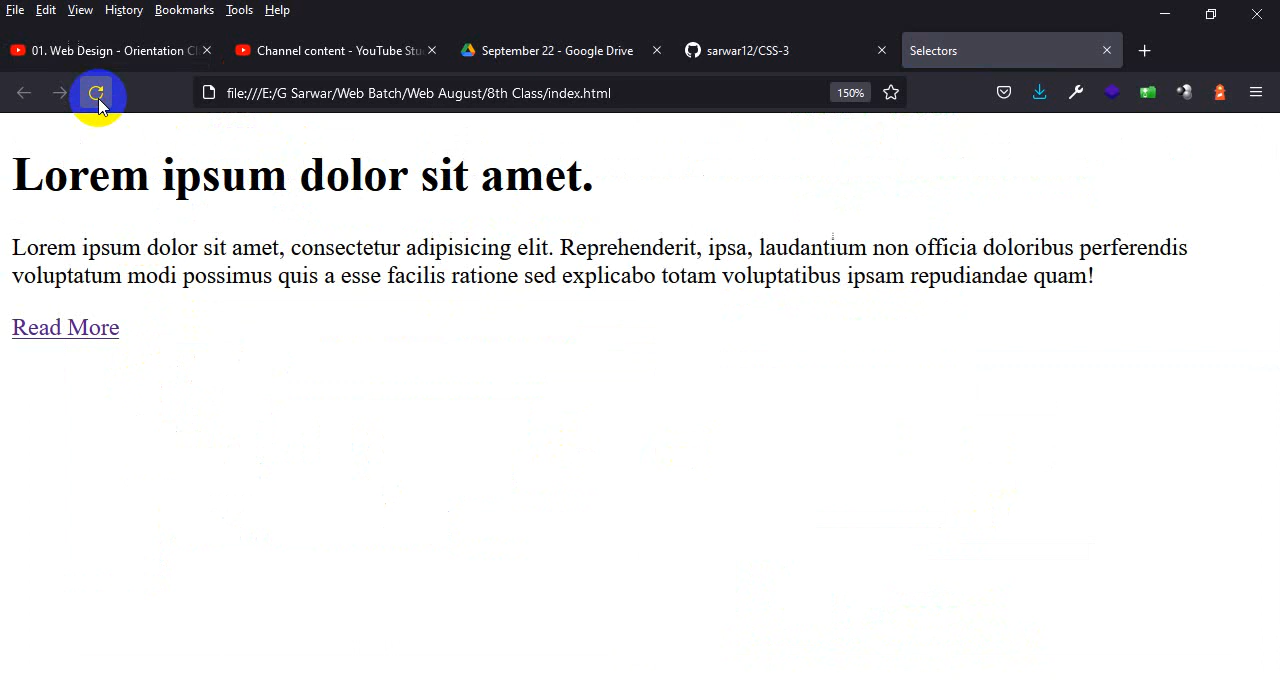 File Edit View History Bookmarks Tools Help
01. Web Design - Orientation Cl
Channel content - YouTube Stu
September 22 - Google Drive
sarwar12/CSS-3
Selectors
file:///E:/G Sarwar/Web Batch/Web August/8th Class/index.html
150%
Lorem ipsum dolor sit amet.
Lorem ipsum dolor sit amet, consectetur adipisicing elit. Reprehenderit, ipsa, laudantium non officia doloribus perferendis
voluptatum modi possimus quis a esse facilis ratione sed explicabo totam voluptatibus ipsam repudiandae quam!
Read More